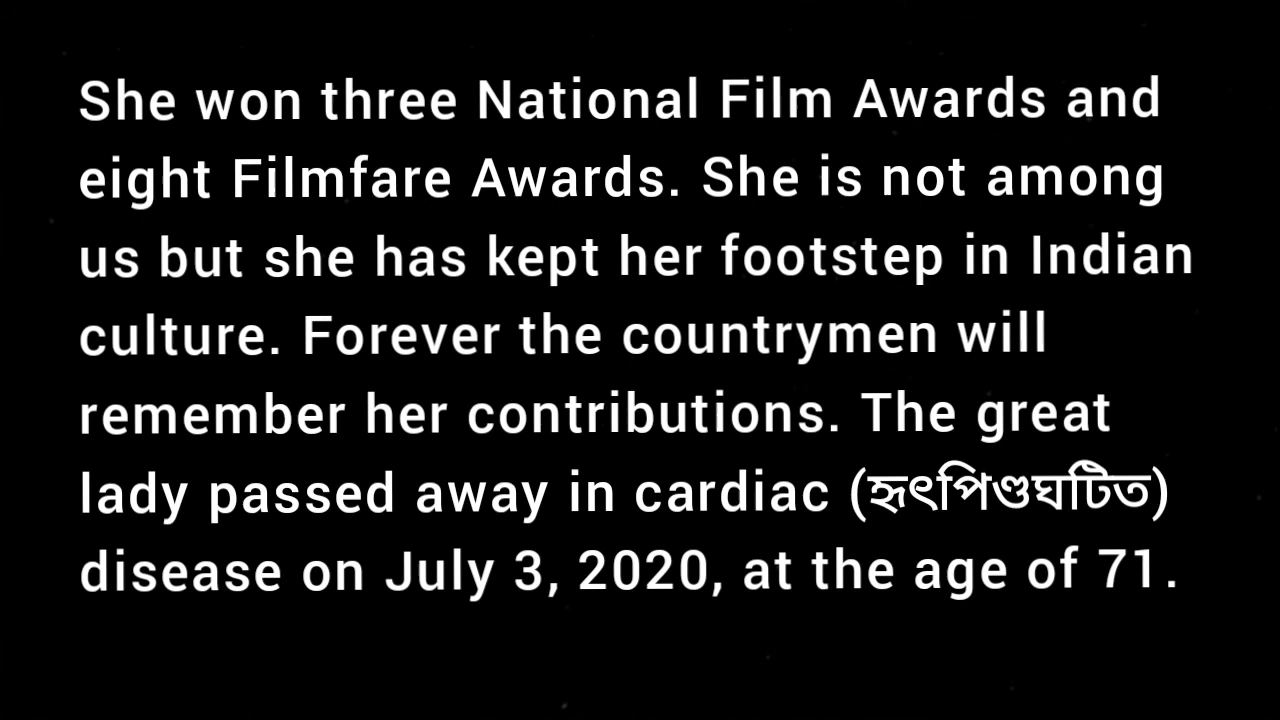 She won three National Film Awards and
eight Filmfare Awards. She is not among
us but she has kept her footstep in Indian
culture. Forever the countrymen will
remember her contributions. The great
lady passed away in cardiac (হৃৎপিণ্ডঘটিত)
disease on July 3, 2020, at the age of 71.